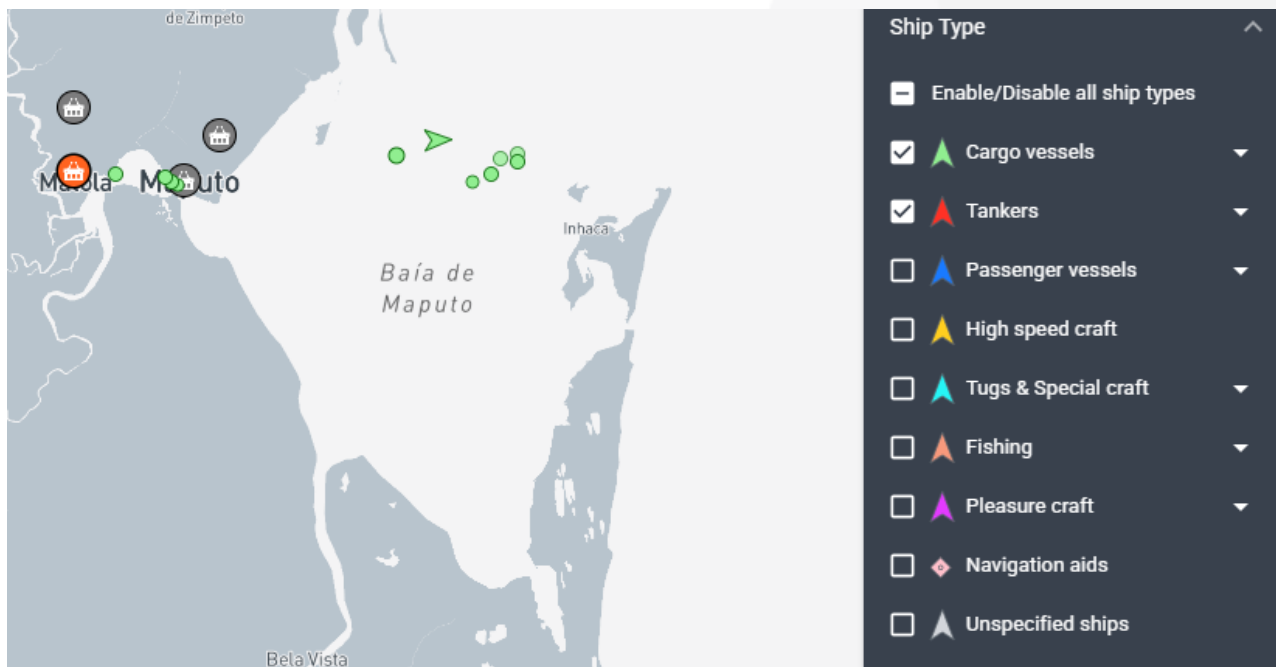 de Zimpeto
Matola
Maputo
Inhaca
Baía de
Maputo
Bela Vista
Ship Type
Enable/Disable all ship types
Cargo vessels
Tankers
Passenger vessels
High speed craft
Tugs & Special craft
Fishing
Pleasure craft
Navigation aids
Unspecified ships